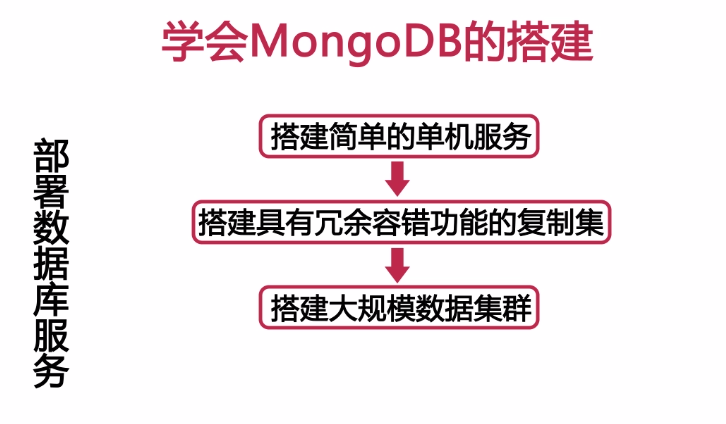 学会MongoDB的搭建
部署数据库服务
搭建简单的单机服务
搭建具有冗余容错功能的复制集
搭建大规模数据集群